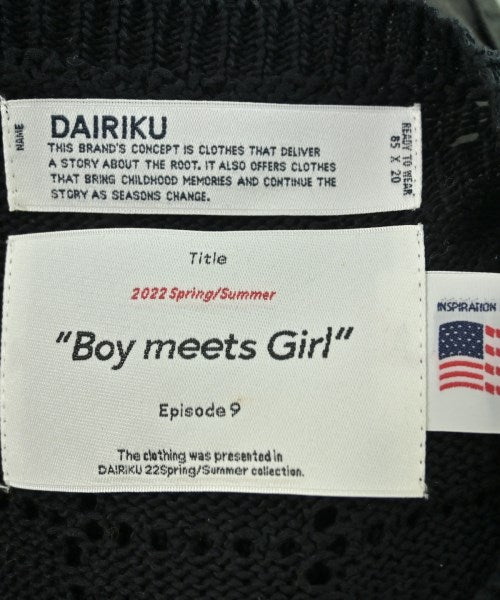 NAME
DAIRIKU
THIS BRAND'S CONCEPT IS CLOTHES THAT DELIVER
A STORY ABOUT THE ROOT. IT ALSO OFFERS CLOTHES
THAT BRING CHILDHOOD MEMORIES AND CONTINUE THE
STORY AS SEASONS CHANGE.
READY TO WEAR
85 X 20
Title
2022 Spring/Summer
"Boy meets Girl"
Episode 9
The clothing was presented in
DAIRIKU 22Spring/Summer collection.
INSPIRATION